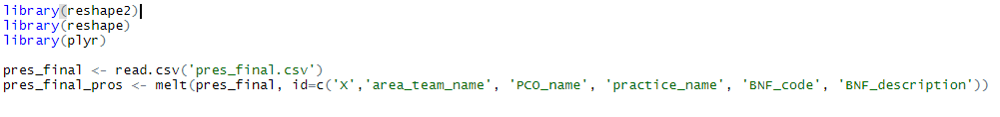 library(reshape2)
library(reshape)
library(plyr)
pres_final <- read.csv('pres_final.csv')
pres_final_pros <- melt(pres_final, id=c('X','area_team_name', 'PCO_name', 'practice_name', 'BNF_code', 'BNF_description'))